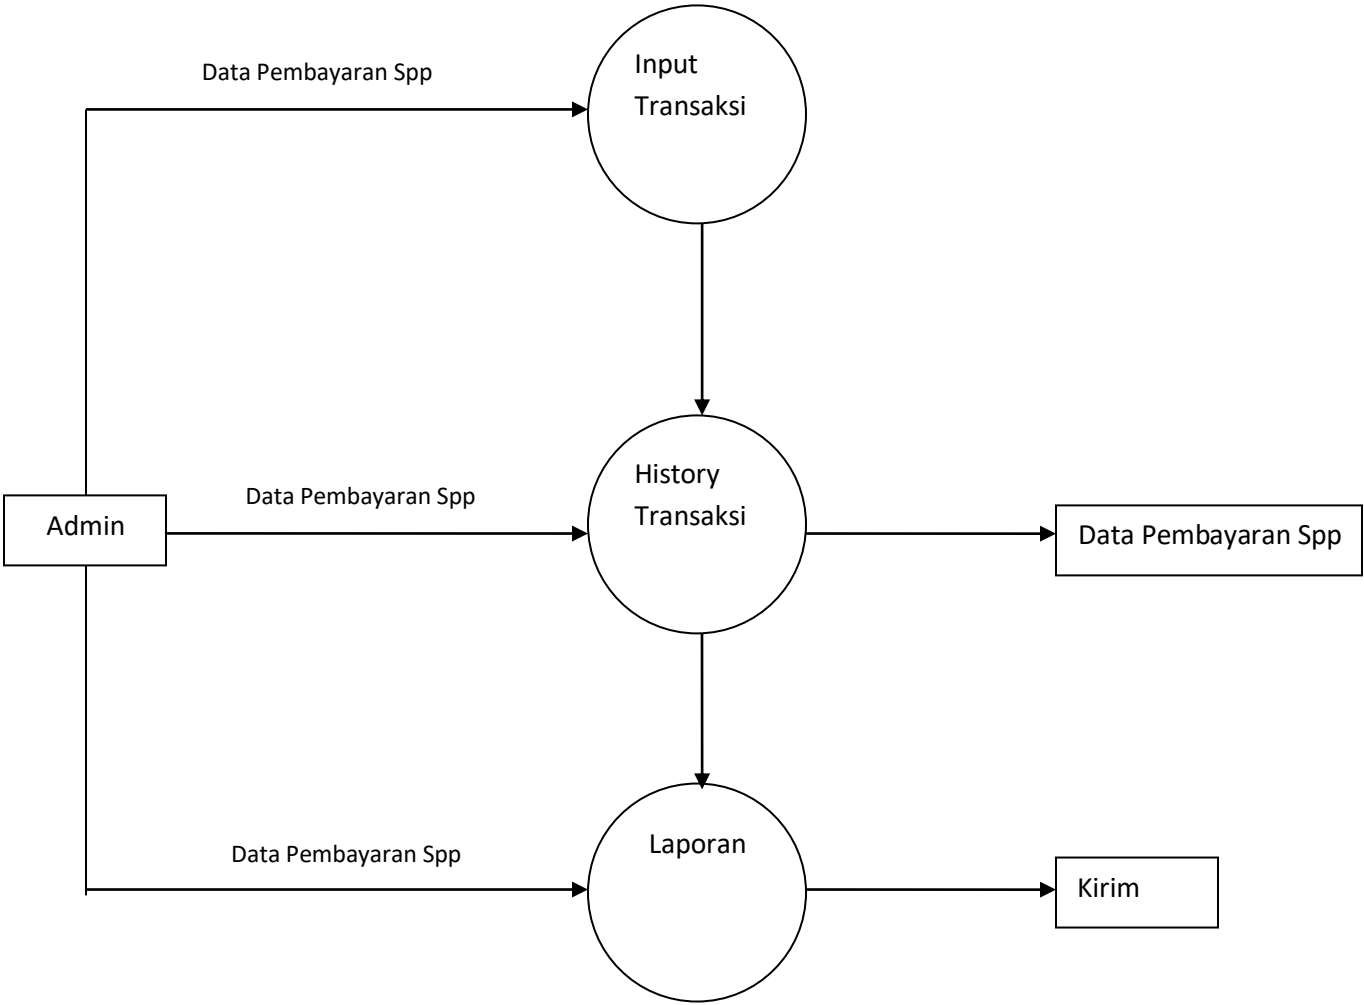 Data Pembayaran Spp
Input
Transaksi
Admin
Data Pembayaran Spp
History
Transaksi
Data Pembayaran Spp
Data Pembayaran Spp
Laporan
Kirim